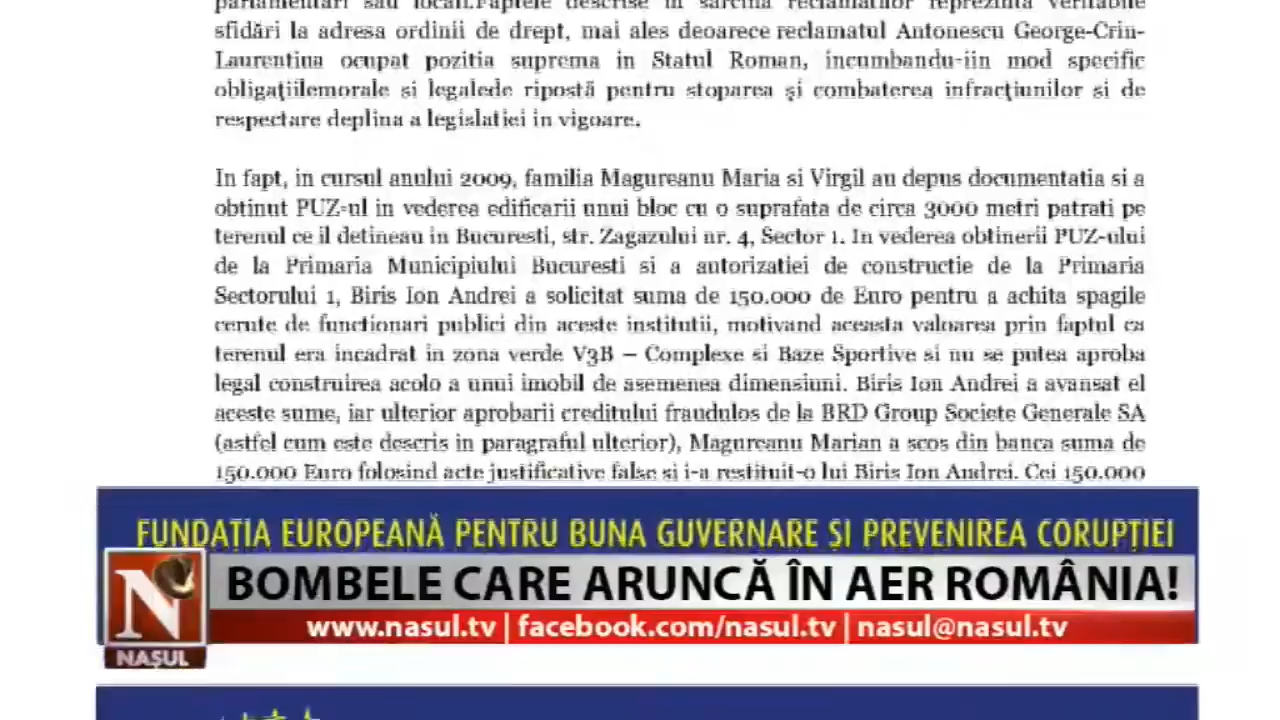 parlamentari sau locali.Faptele descrise in sarcina reclamatilor reprezinta veritabile
sfidări la adresa ordinii de drept, mai ales deoarece reclamatul Antonescu George-Crin-
Laurentina ocupat pozitia suprema in Statul Roman, incumbandu-iin mod specific
obligaţiilemorale si legalede ripostă pentru stoparea şi combaterea infracţiunilor si de
respectare deplina a legislatiei in vigoare.
In fapt, in cursul anului 2009, familia Magureanu Maria si Virgil au depus documentatia si a
obtinut PUZ-ul in vederea edificarii unui bloc cu o suprafata de circa 3000 metri patrati pe
terenul ce il detineau in Bucuresti, str. Zagazului nr. 4, Sector 1. In vederea obtinerii PUZ-ului
de la Primaria Municipiului Bucuresti si a autorizatiei de constructie de la Primaria
Sectorului 1, Biris Ion Andrei a solicitat suma de 150.000 de Euro pentru a achita spagile
cerute de functionari publici din aceste institutii, motivand aceasta valoarea prin faptul ca
terenul era incadrat in zona verde V3B – Complexe si Baze Sportive si nu se putea aproba
legal construirea acolo a unui imobil de asemenea dimensiuni. Biris Ion Andrei a avansat el
aceste sume, iar ulterior aprobarii creditului fraudulos de la BRD Group Societe Generale SA
(astfel cum este descris in paragraful ulterior), Magureanu Marian a scos din banca suma de
150.000 Euro folosind acte justificative false si i-a restituit-o lui Biris Ion Andrei. Cei 150.000
FUNDAȚIA EUROPEANĂ PENTRU BUNA GUVERNARE ȘI PREVENIREA CORUPȚIEI
BOMBELE CARE ARUNCĂ ÎN AER ROMÂNIA!
www.nasul.tv | facebook.com/nasul.tv | nasul@nasul.tv
N
NAȘUL